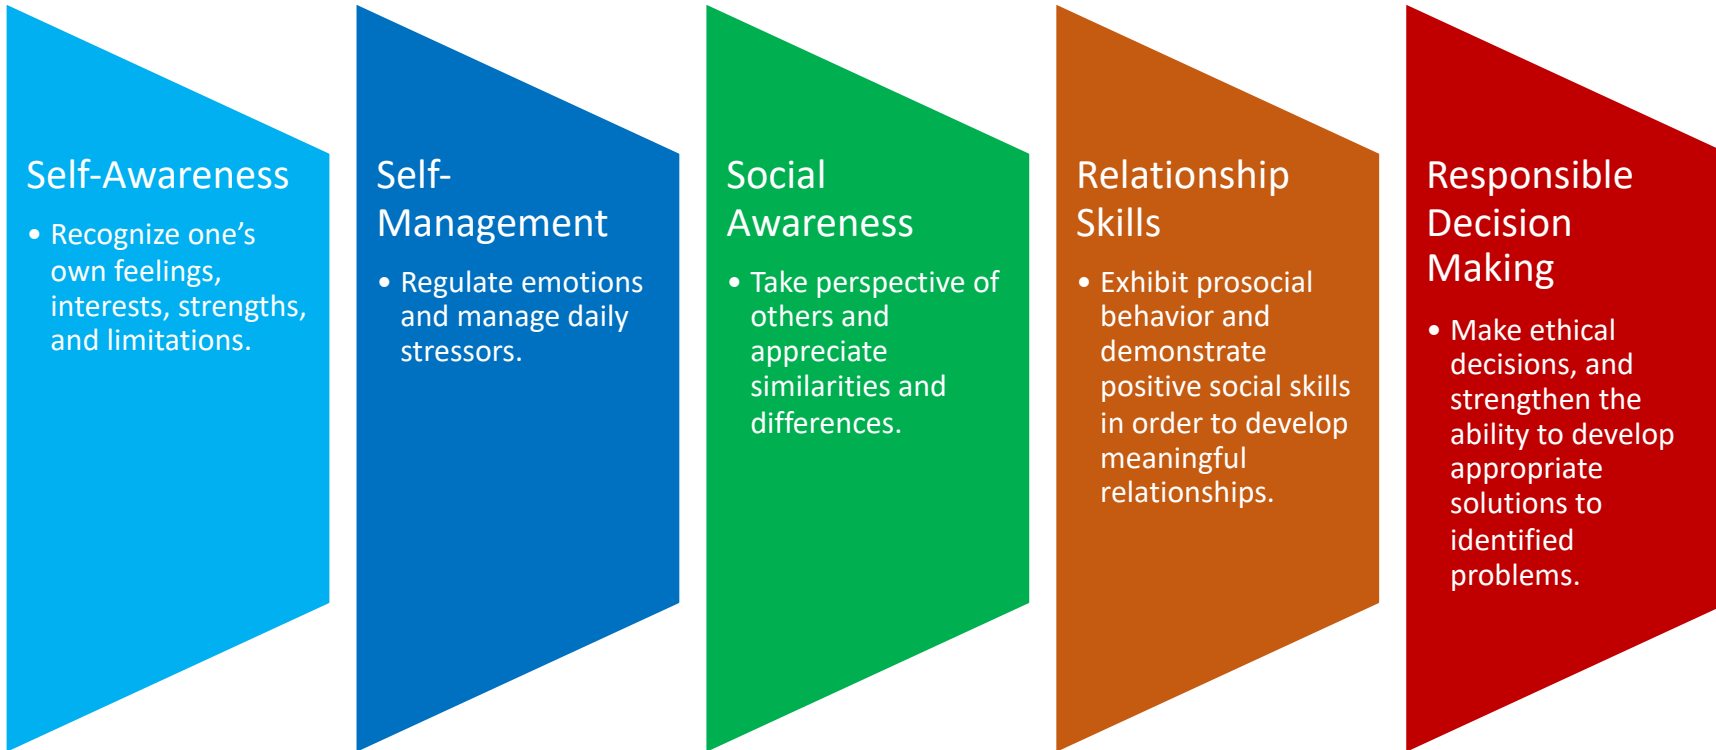 Self-Awareness
• Recognize one’s
own feelings,
interests, strengths,
and limitations.
Self-
Management
• Regulate emotions
and manage daily
stressors.
Social
Awareness
• Take perspective of
others and
appreciate
similarities and
differences.
Relationship
Skills
• Exhibit prosocial
behavior and
demonstrate
positive social skills
in order to develop
meaningful
relationships.
Responsible
Decision
Making
• Make ethical
decisions, and
strengthen the
ability to develop
appropriate
solutions to
identified
problems.